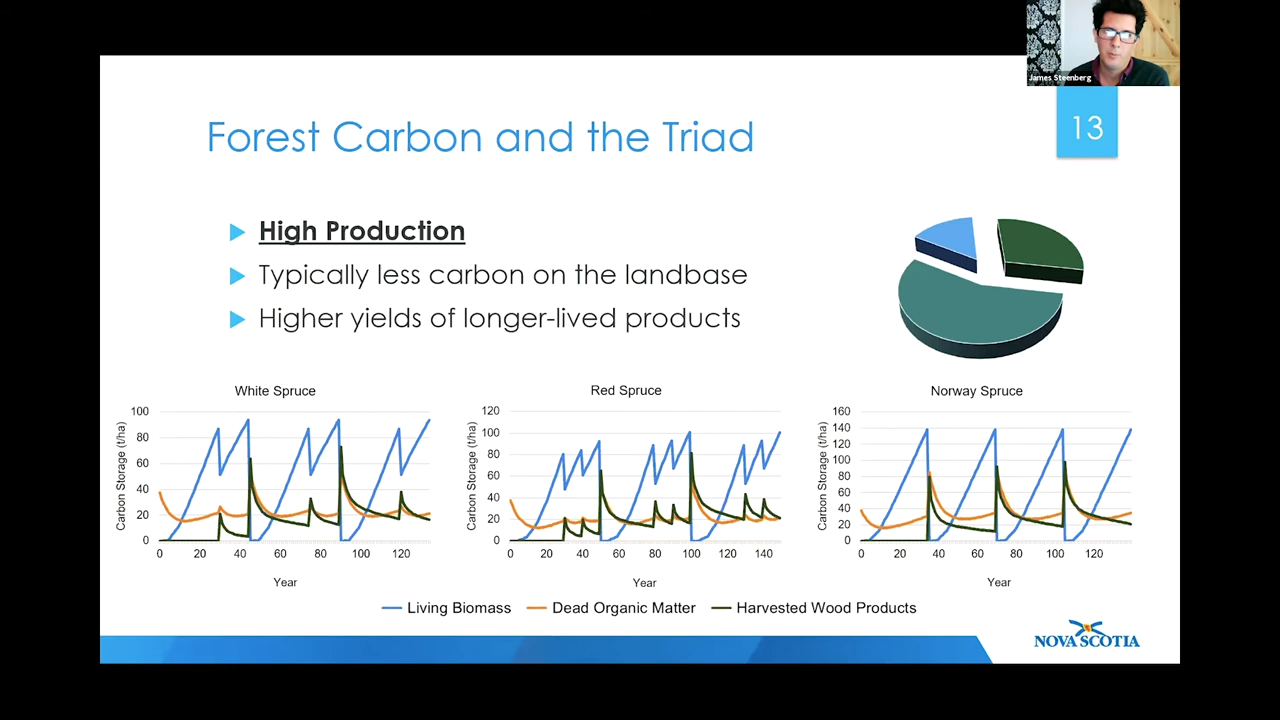 James Steenberg
13
Forest Carbon and the Triad
High Production
Typically less carbon on the landbase
Higher yields of longer-lived products
White Spruce
Carbon Storage (t/ha)
100
80
60
40
20
0
0 20 40 60 80 100 120
Year
Red Spruce
Carbon Storage (t/ha)
120
100
80
60
40
20
0
0 20 40 60 80 100 120 140
Year
Norway Spruce
Carbon Storage (t/ha)
160
140
120
100
80
60
40
20
0
0 20 40 60 80 100 120
Year
Living Biomass Dead Organic Matter Harvested Wood Products
NOVA SCOTIA